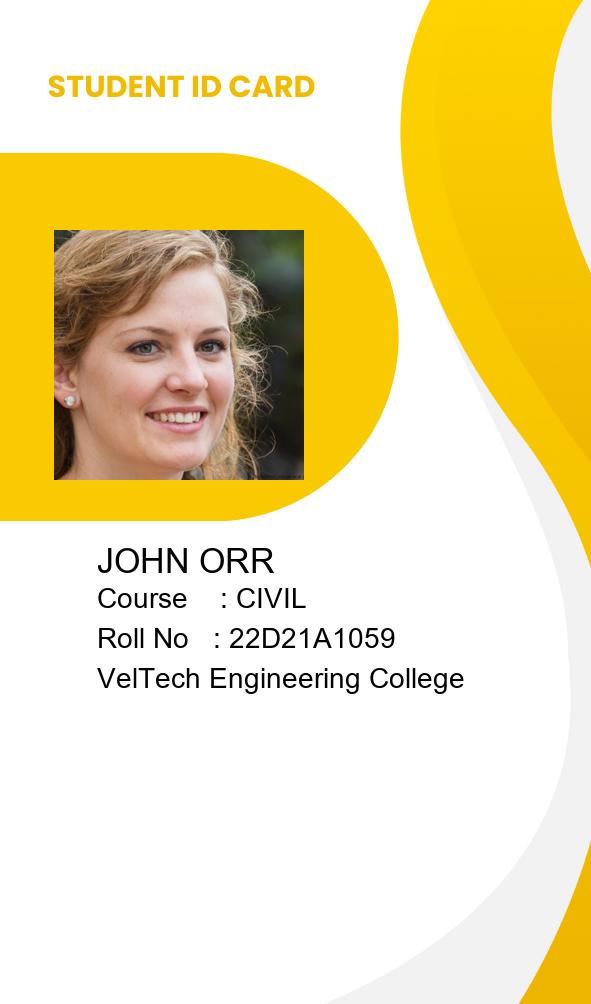 STUDENT ID CARD
JOHN ORR
Course : CIVIL
Roll No : 22D21A1059
VelTech Engineering College